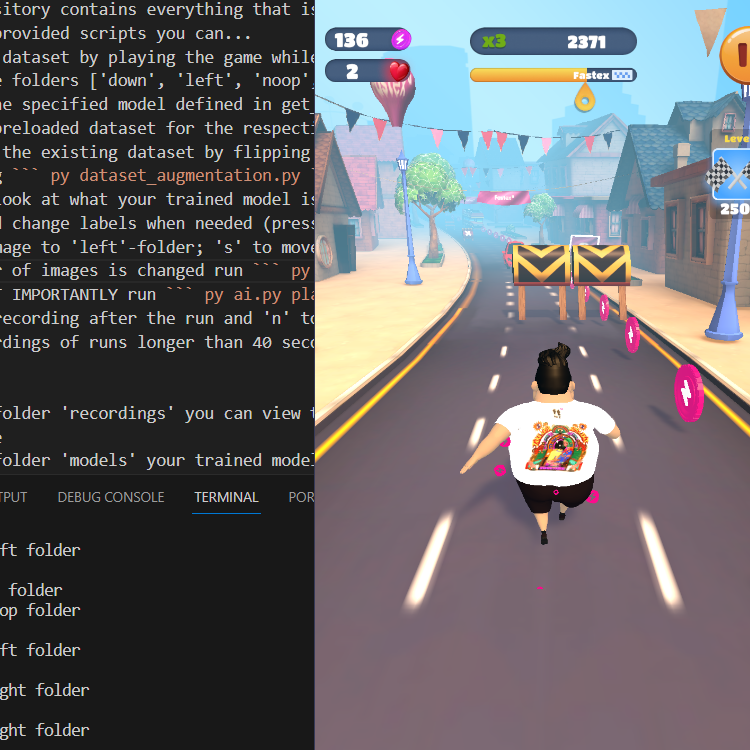 sitory contains everything that is
provided scripts you can...
dataset by playing the game while
e folders ['down', 'left', 'noop'
he specified model defined in get
preloaded dataset for the respecti
the existing dataset by flipping
g ``` py dataset_augmentation.py `
look at what your trained model is
d change labels when needed (press
mage to 'left'-folder; 's' to move
r of images is changed run ``` py
T IMPORTANTLY run ``` py ai.py pla
recording after the run and 'n' to
rdings of runs longer than 40 seco
folder 'recordings' you can view t
e
folder 'models' your trained model
TPUT DEBUG CONSOLE TERMINAL POR
ft folder
folder
op folder
ft folder
ght folder
ght folder
136
x3 2371
2
Fastex
Leve
250